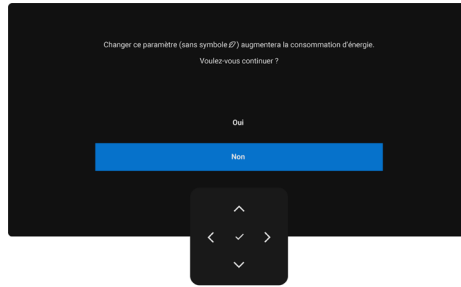 Changer ce paramètre (sans symbole) augmentera la consommation d'énergie.
Voulez-vous continuer ?
Oui
Non